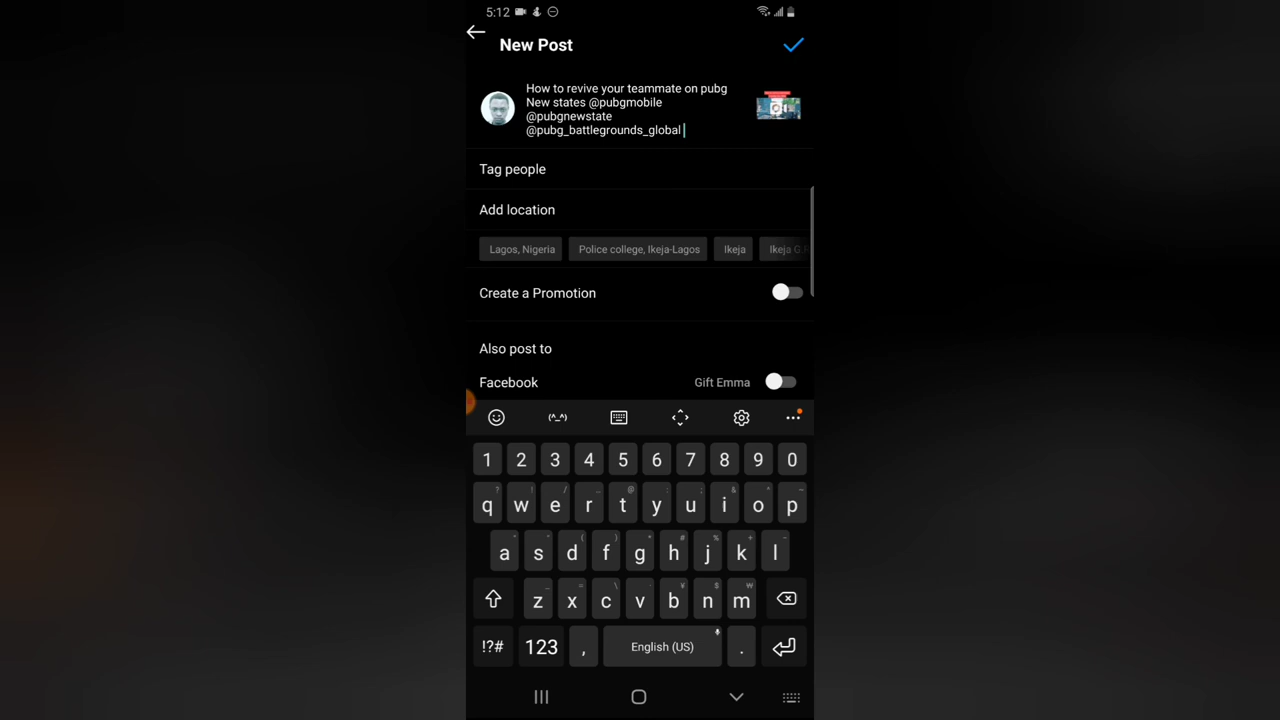 5:12
New Post
How to revive your teammate on pubg
New states @pubgmobile
@pubgnewstate
@pubg_battlegrounds_global
Tag people
Add location
Lagos, Nigeria Police college, Ikeja-Lagos Ikeja Ikeja G.R
Create a Promotion
Also post to
Facebook Gift Emma
(^_^)
1 2 3 4 5 6 7 8 9 0
q w e r t y u i o p
a s d f g h j k l
z x c v b n m
!?# 123 , English (US) .